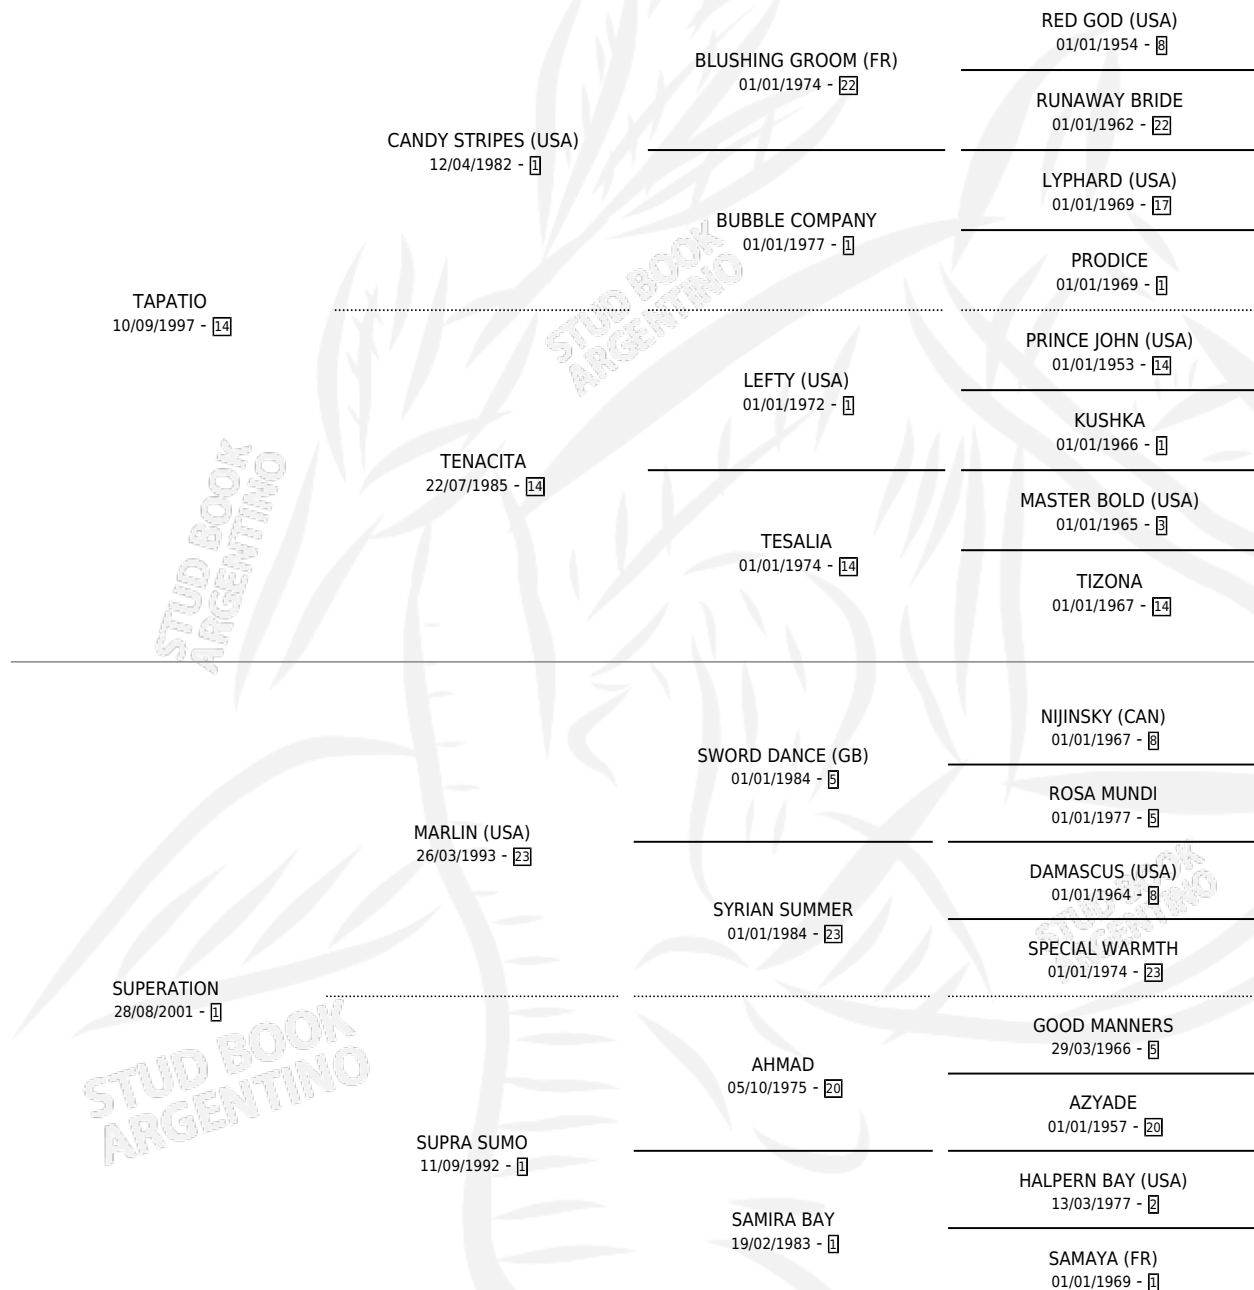 RED GOD (USA)
01/01/1954 - 8
BLUSHING GROOM (FR)
01/01/1974 - 22
RUNAWAY BRIDE
01/01/1962 - 22
CANDY STRIPES (USA)
12/04/1982 - 1
LYPHARD (USA)
01/01/1969 - 17
BUBBLE COMPANY
01/01/1977 - 1
PRODICE
01/01/1969 - 1
TAPATIO
10/09/1997 - 14
PRINCE JOHN (USA)
01/01/1953 - 14
LEFTY (USA)
01/01/1972 - 1
KUSHKA
01/01/1966 - 1
TENACITA
22/07/1985 - 14
MASTER BOLD (USA)
01/01/1965 - 3
TESALIA
01/01/1974 - 14
TIZONA
01/01/1967 - 14
NIJINSKY (CAN)
01/01/1967 - 8
SWORD DANCE (GB)
01/01/1984 - 5
ROSA MUNDI
01/01/1977 - 5
MARLIN (USA)
26/03/1993 - 23
DAMASCUS (USA)
01/01/1964 - 8
SYRIAN SUMMER
01/01/1984 - 23
SPECIAL WARMTH
01/01/1974 - 23
SUPERATION
28/08/2001 - 1
GOOD MANNERS
29/03/1966 - 5
AHMAD
05/10/1975 - 20
AZYADE
01/01/1957 - 20
SUPRA SUMO
11/09/1992 - 1
HALPERN BAY (USA)
13/03/1977 - 2
SAMIRA BAY
19/02/1983 - 1
SAMAYA (FR)
01/01/1969 - 1
STUD BOOK
ARGENTINO
STUD BOOK
ARGENTINO
STUD BOOK
ARGENTINO
STUD BOOK
ARGENTINO